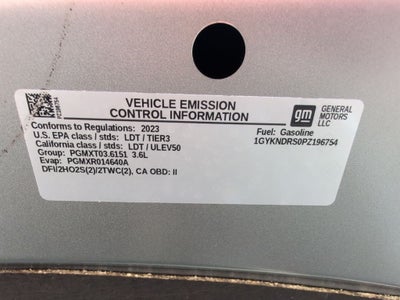 VEHICLE EMISSION
CONTROL INFORMATION
gm GENERAL
MOTORS
LLC
Conforms to Regulations: 2023
U.S. EPA class / stds: LDT / TIER3
California class / stds: LDT / ULEV50
Group: PGMXT03.6151 3.6L
Evap: PGMXR014640A
DFI/2HO2S(2)/2TWC(2), CA OBD: II
Fuel: Gasoline
1GYKNDRS0PZ196754